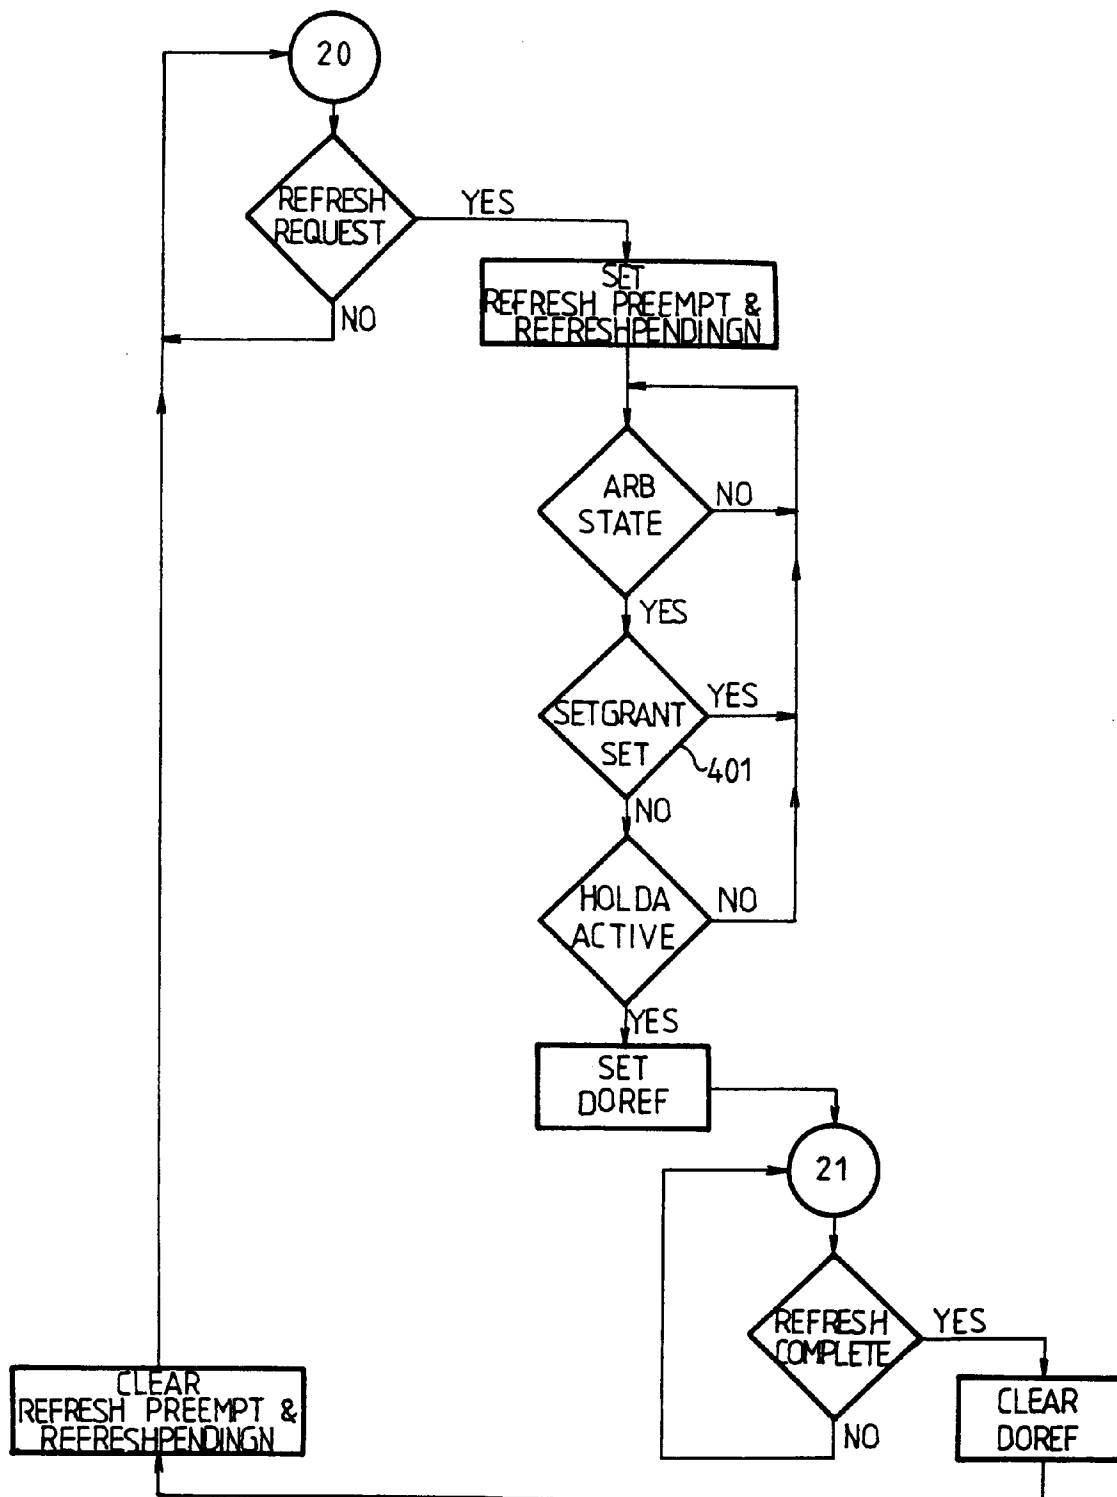 20
REFRESH
REQUEST
YES
NO
SET
REFRESH PREEMPT &
REFRESHPENDINGN
ARB
STATE
NO
YES
SETGRANT
SET
YES
401
NO
HOLDA
ACTIVE
NO
YES
SET
DOREF
21
REFRESH
COMPLETE
YES
NO
CLEAR
DOREF
CLEAR
REFRESH PREEMPT &
REFRESHPENDINGN